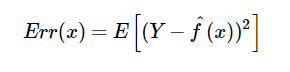 Err(x) = E[(Y − f̂(x))²]